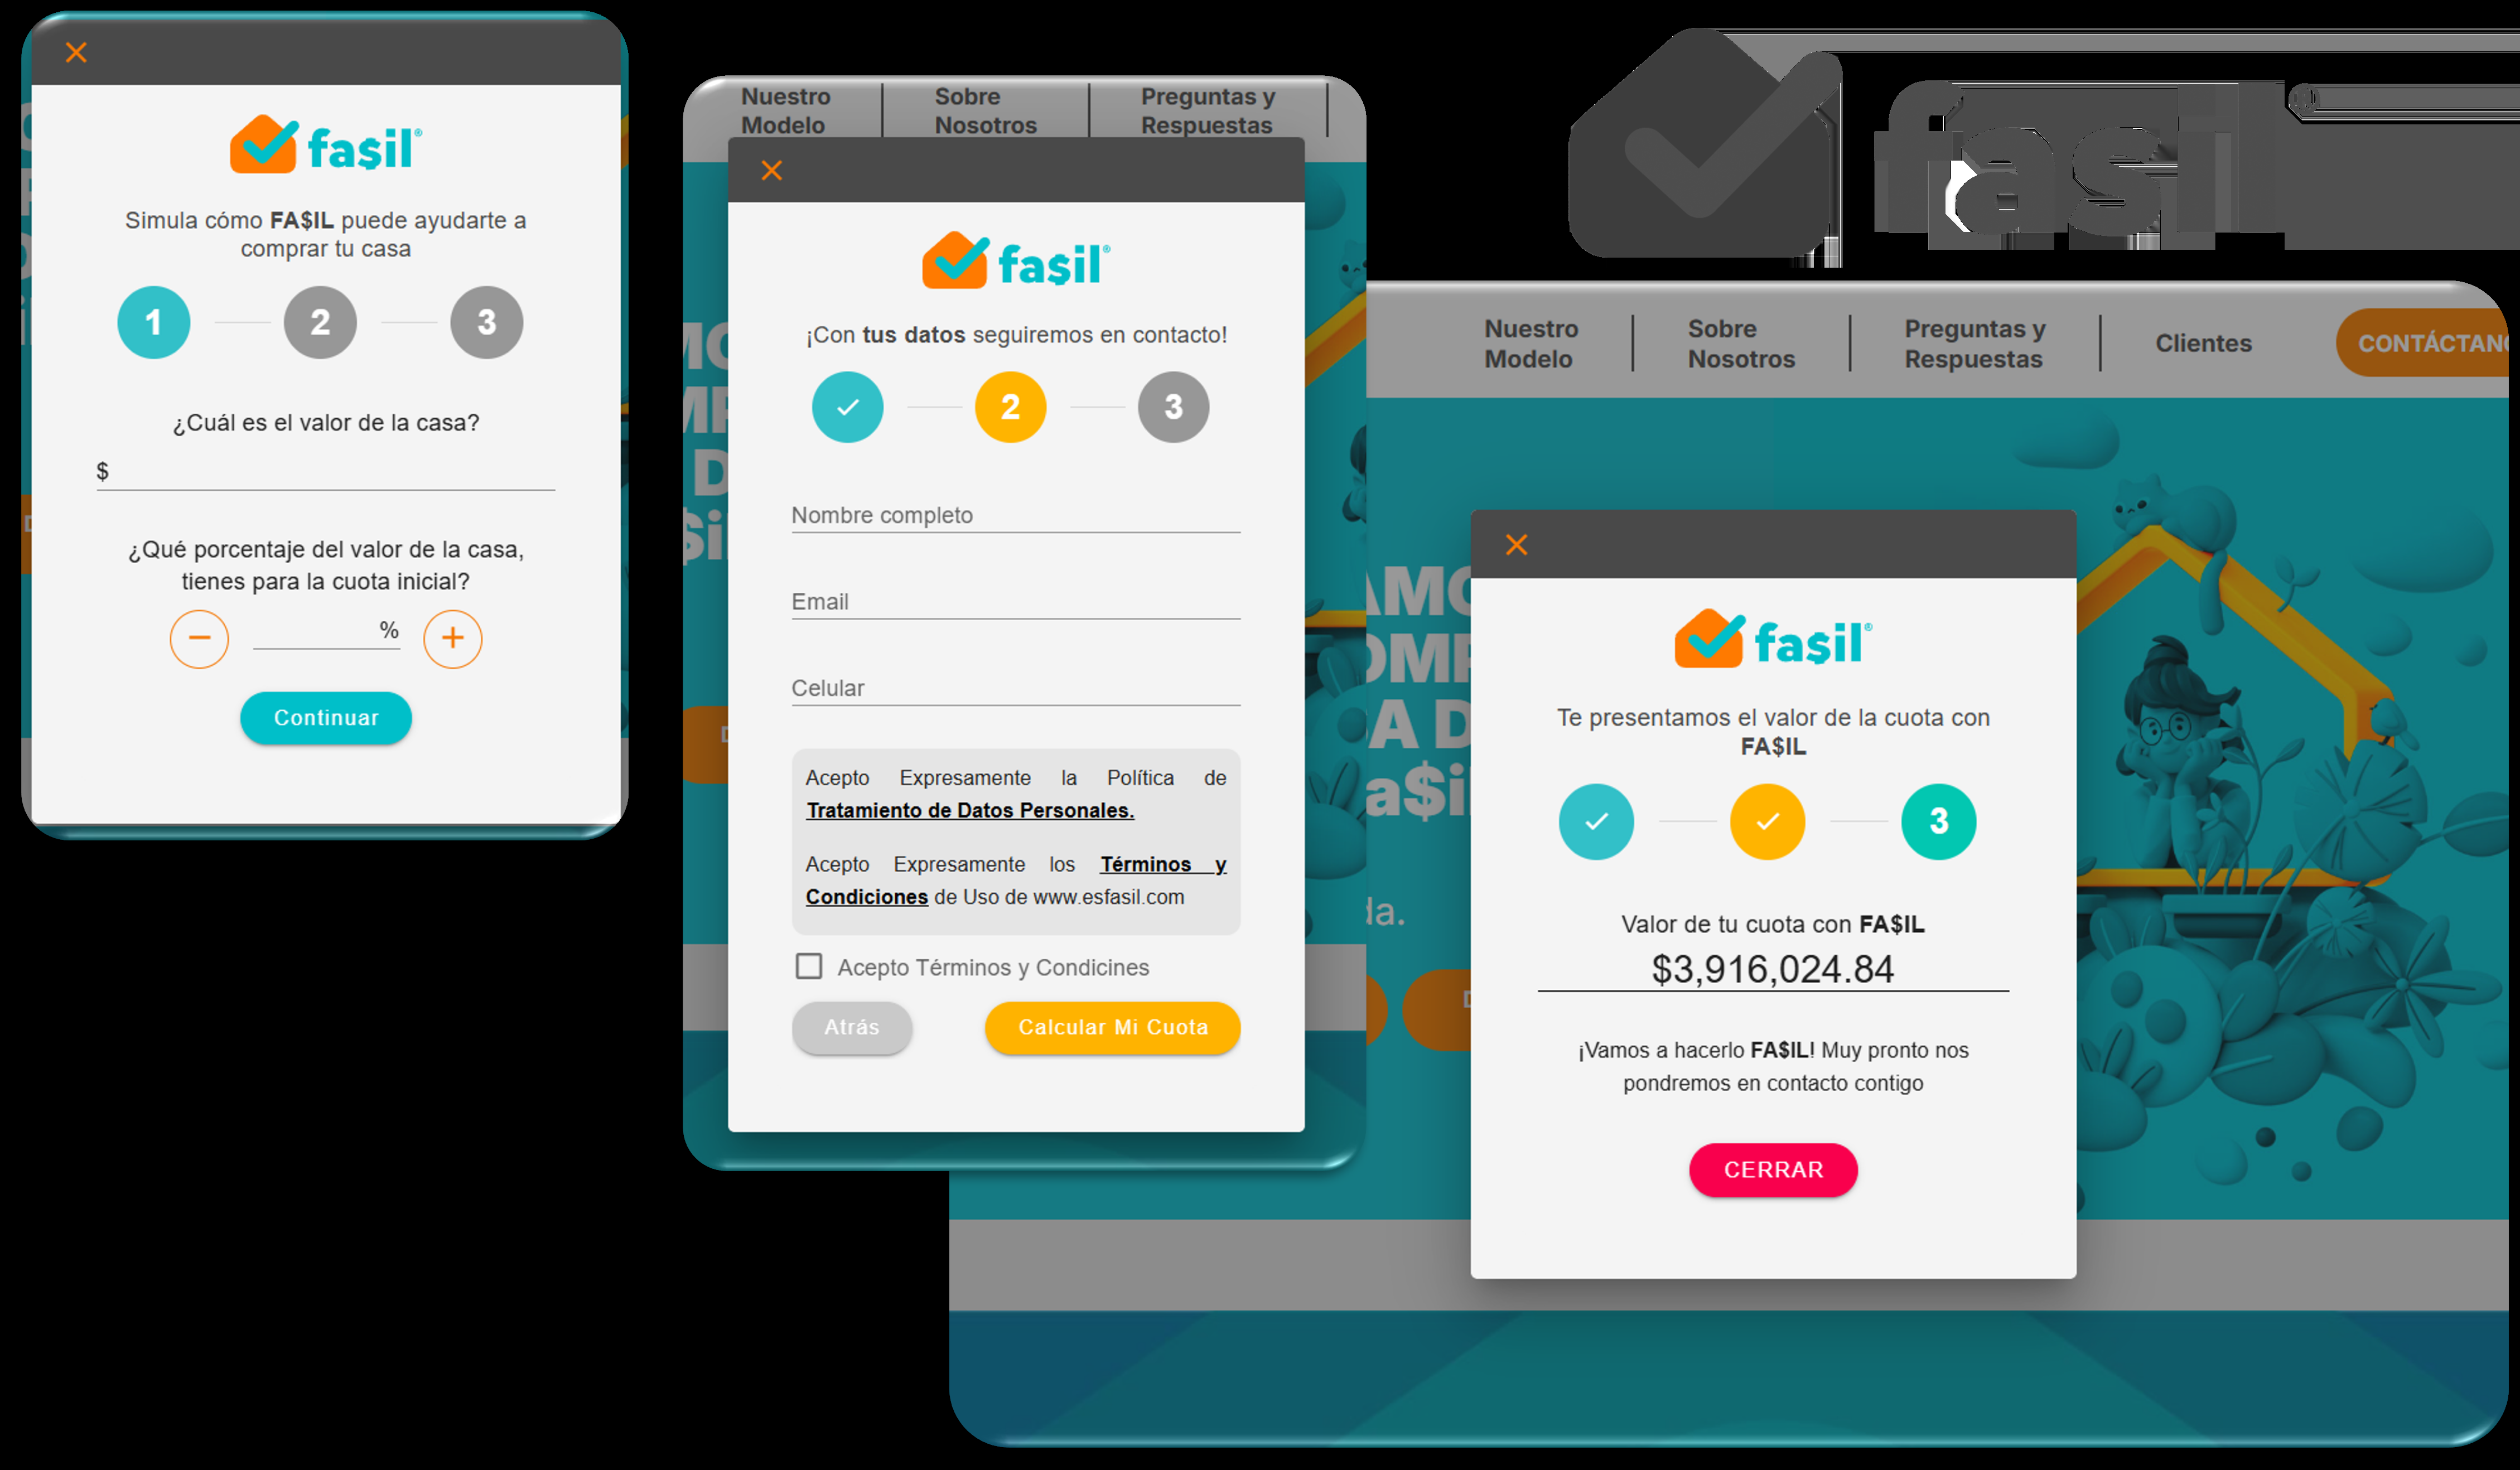 fa$il®
Simula cómo FA$IL puede ayudarte a
comprar tu casa
1
2
3
¿Cuál es el valor de la casa?
$
¿Qué porcentaje del valor de la casa,
tienes para la cuota inicial?
−
%
+
Continuar
Nuestro
Modelo
Sobre
Nosotros
Preguntas y
Respuestas
fa$il®
¡Con tus datos seguiremos en contacto!
2
3
Nombre completo
Email
Celular
Acepto Expresamente la Política de
Tratamiento de Datos Personales.
Acepto Expresamente los Términos y
Condiciones de Uso de www.esfasil.com
Acepto Términos y Condicines
Atrás
Calcular Mi Cuota
fasil
Nuestro
Modelo
Sobre
Nosotros
Preguntas y
Respuestas
Clientes
CONTÁCTANO
fa$il®
Te presentamos el valor de la cuota con
FA$IL
3
Valor de tu cuota con FA$IL
$3,916,024.84
¡Vamos a hacerlo FA$IL! Muy pronto nos
pondremos en contacto contigo
CERRAR